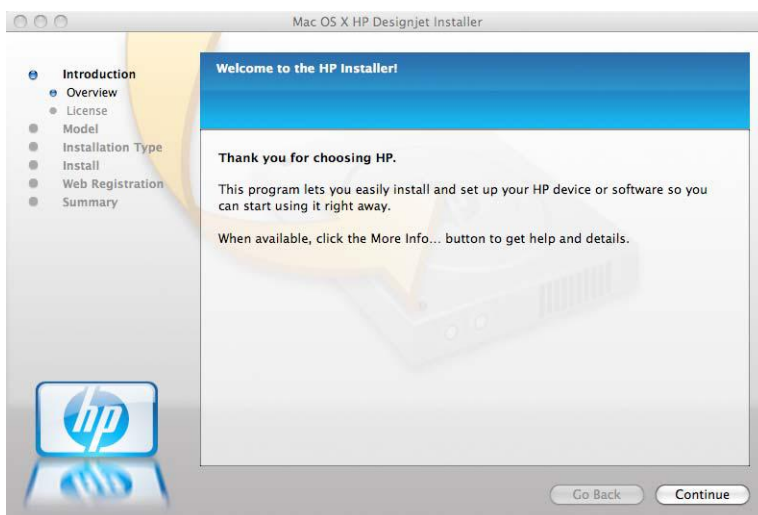 Mac OS X HP Designjet Installer
Introduction
Overview
License
Model
Installation Type
Install
Web Registration
Summary
hp
Welcome to the HP Installer!
Thank you for choosing HP.
This program lets you easily install and set up your HP device or software so you
can start using it right away.
When available, click the More Info... button to get help and details.
Go Back
Continue